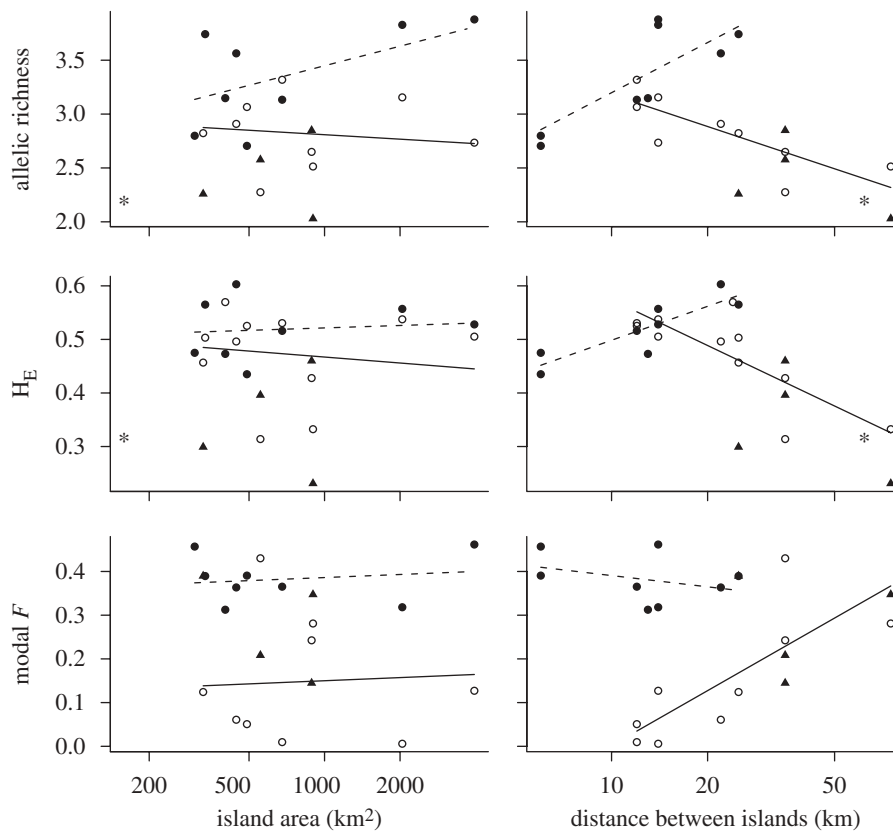 allelic richness
3.5
3.0
2.5
2.0
*
*
H_E
0.6
0.5
0.4
0.3
*
*
modal F
0.4
0.3
0.2
0.1
0.0
200 500 1000 2000
10 20 50
island area (km²)
distance between islands (km)